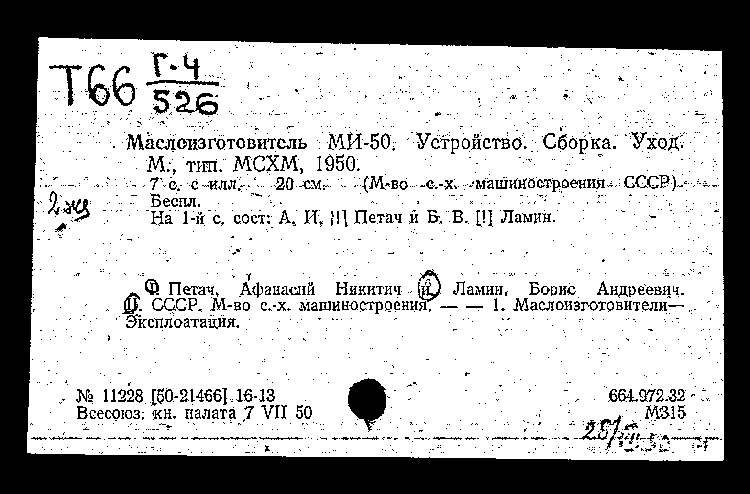 Т66 Г.4
526
Маслоизготовитель МИ-50. Устройство. Сборка. Уход.
М., тип. МСХМ, 1950.
7 с. с илл. 20 см. (М-во с.-х. машиностроения СССР)
Беспл.
2 экз
На 1-й с. сост: А. И. [!] Петач и Б. В. [!] Ламин.
I. Петач, Афанасий Никитич и Ламин, Борис Андреевич.
II. СССР. М-во с.-х. машиностроения. — — 1. Маслоизготовители—
Эксплоатация.
№ 11228 [50-21466] 16-13 664.972.32
Всесоюз. кн. палата 7 VII 50 М315